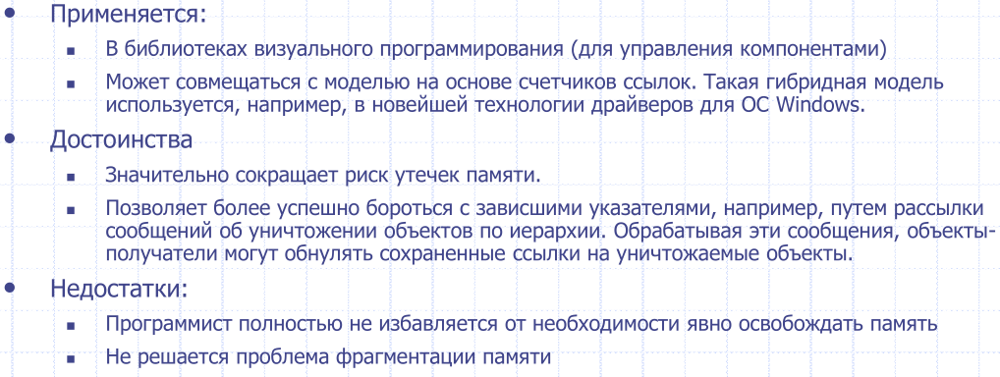 • Применяется:
▪ В библиотеках визуального программирования (для управления компонентами)
▪ Может совмещаться с моделью на основе счетчиков ссылок. Такая гибридная модель
используется, например, в новейшей технологии драйверов для ОС Windows.
• Достоинства
▪ Значительно сокращает риск утечек памяти.
▪ Позволяет более успешно бороться с зависшими указателями, например, путем рассылки
сообщений об уничтожении объектов по иерархии. Обрабатывая эти сообщения, объекты-
получатели могут обнулять сохраненные ссылки на уничтожаемые объекты.
• Недостатки:
▪ Программист полностью не избавляется от необходимости явно освобождать память
▪ Не решается проблема фрагментации памяти